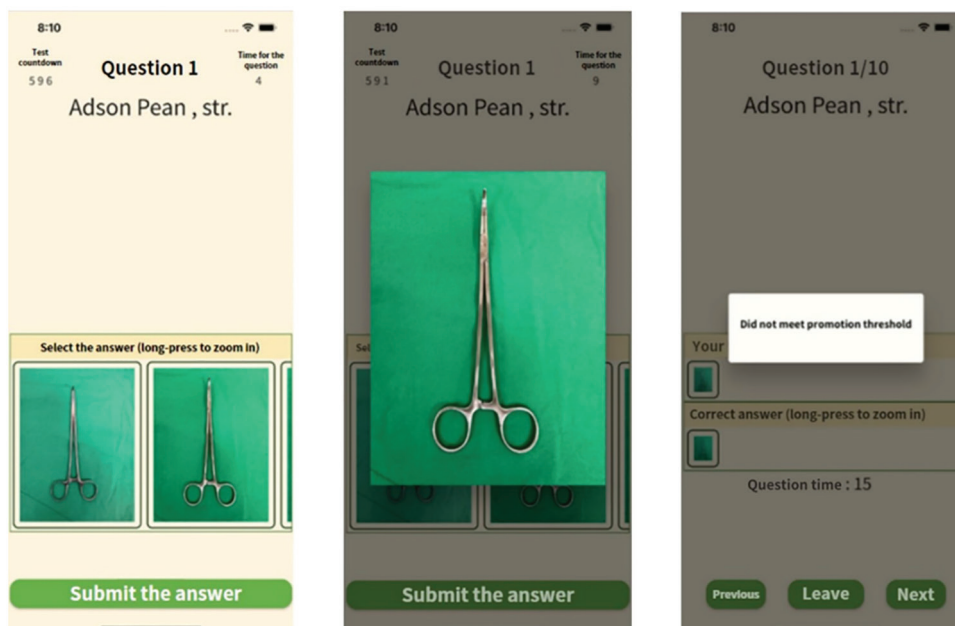 8:10
Test countdown
596
Question 1
Time for the question
4
Adson Pean , str.
Select the answer (long-press to zoom in)
Submit the answer
8:10
Test countdown
591
Question 1
Time for the question
9
Adson Pean , str.
Sel
Submit the answer
8:10
Question 1/10
Adson Pean , str.
Did not meet promotion threshold
Your
Correct answer (long-press to zoom in)
Question time : 15
Previous
Leave
Next